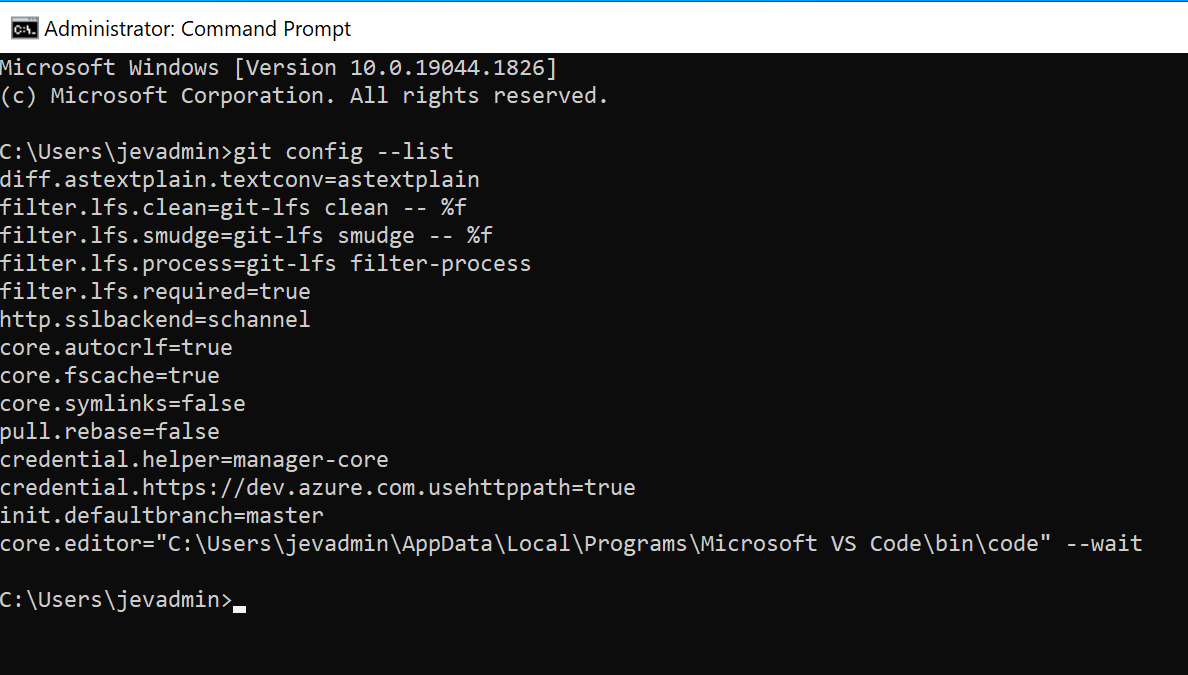 Administrator: Command Prompt
Microsoft Windows [Version 10.0.19044.1826]
(c) Microsoft Corporation. All rights reserved.
C:\Users\jevadmin>git config --list
diff.astextplain.textconv=astextplain
filter.lfs.clean=git-lfs clean -- %f
filter.lfs.smudge=git-lfs smudge -- %f
filter.lfs.process=git-lfs filter-process
filter.lfs.required=true
http.sslbackend=schannel
core.autocrlf=true
core.fscache=true
core.symlinks=false
pull.rebase=false
credential.helper=manager-core
credential.https://dev.azure.com.usehttppath=true
init.defaultbranch=master
core.editor="C:\Users\jevadmin\AppData\Local\Programs\Microsoft VS Code\bin\code" --wait
C:\Users\jevadmin>